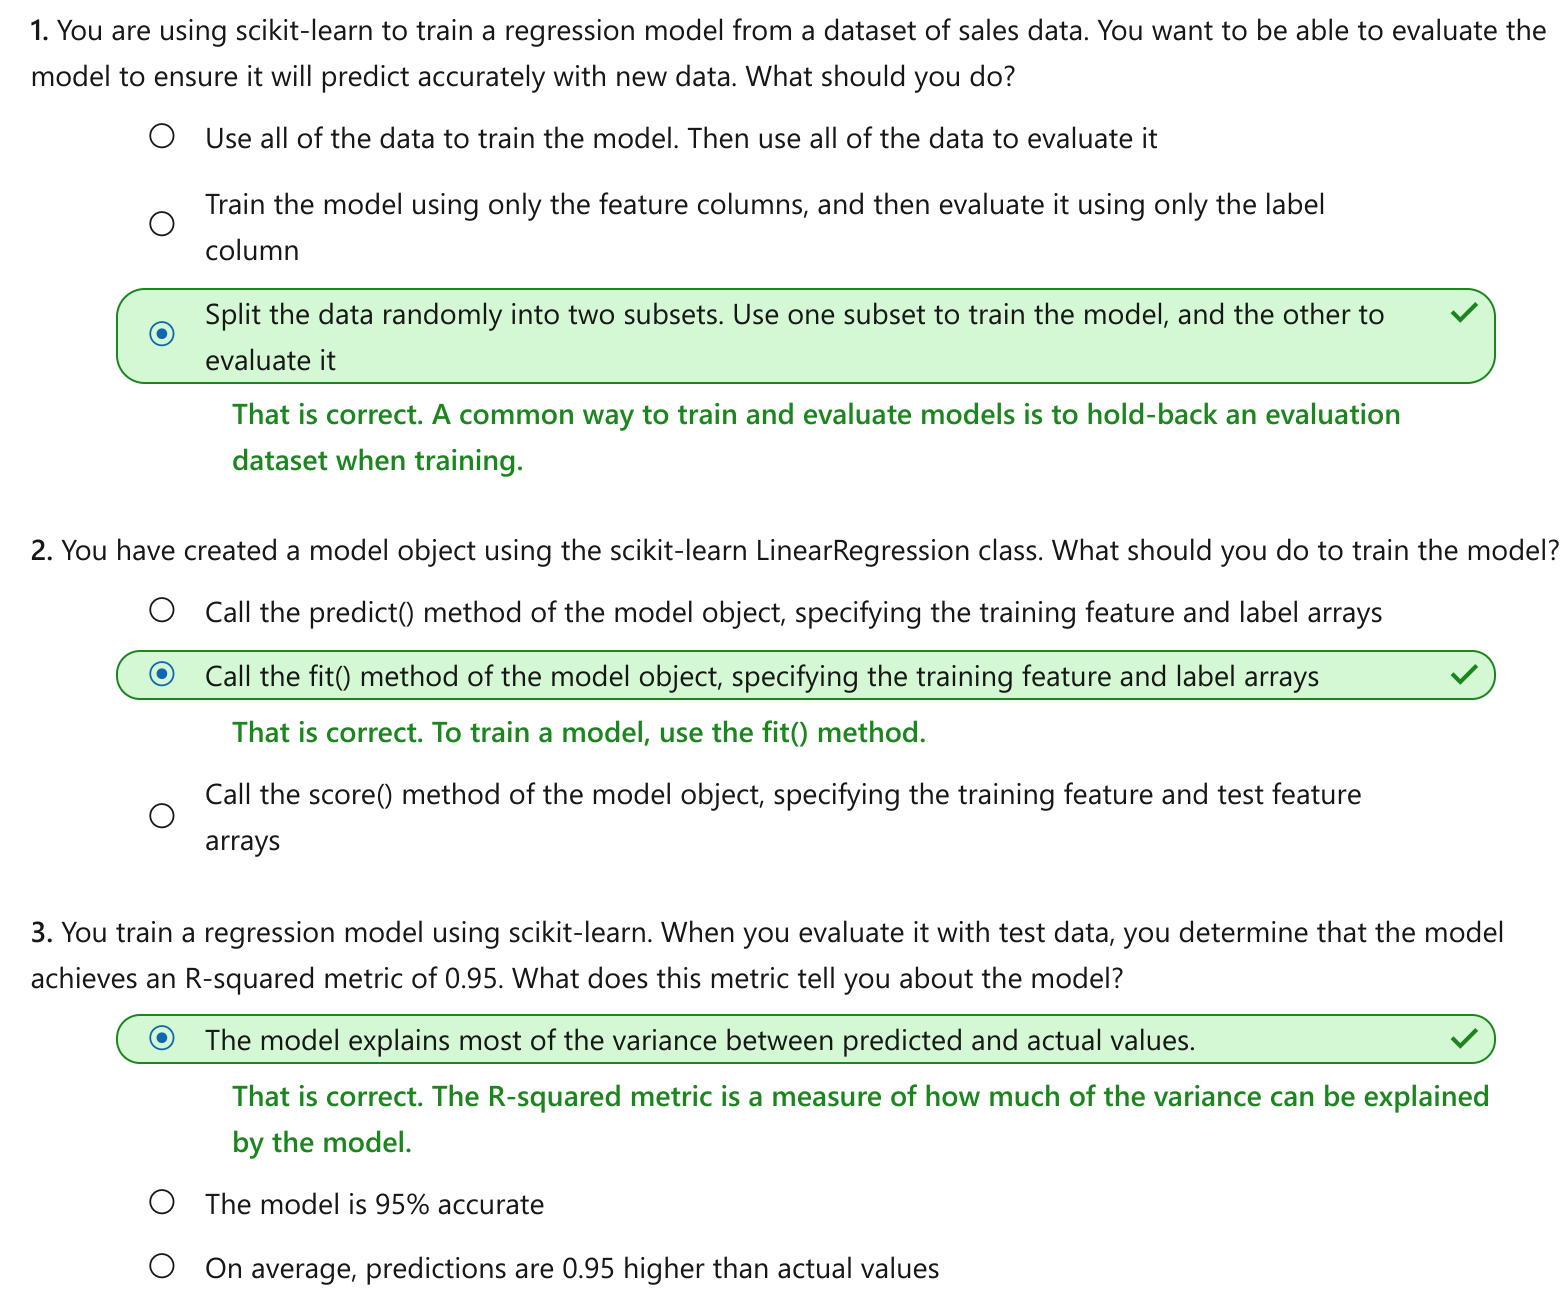 1. You are using scikit-learn to train a regression model from a dataset of sales data. You want to be able to evaluate the
model to ensure it will predict accurately with new data. What should you do?
Use all of the data to train the model. Then use all of the data to evaluate it
Train the model using only the feature columns, and then evaluate it using only the label
column
Split the data randomly into two subsets. Use one subset to train the model, and the other to
evaluate it
That is correct. A common way to train and evaluate models is to hold-back an evaluation
dataset when training.
2. You have created a model object using the scikit-learn LinearRegression class. What should you do to train the model?
Call the predict() method of the model object, specifying the training feature and label arrays
Call the fit() method of the model object, specifying the training feature and label arrays
That is correct. To train a model, use the fit() method.
Call the score() method of the model object, specifying the training feature and test feature
arrays
3. You train a regression model using scikit-learn. When you evaluate it with test data, you determine that the model
achieves an R-squared metric of 0.95. What does this metric tell you about the model?
The model explains most of the variance between predicted and actual values.
That is correct. The R-squared metric is a measure of how much of the variance can be explained
by the model.
The model is 95% accurate
On average, predictions are 0.95 higher than actual values